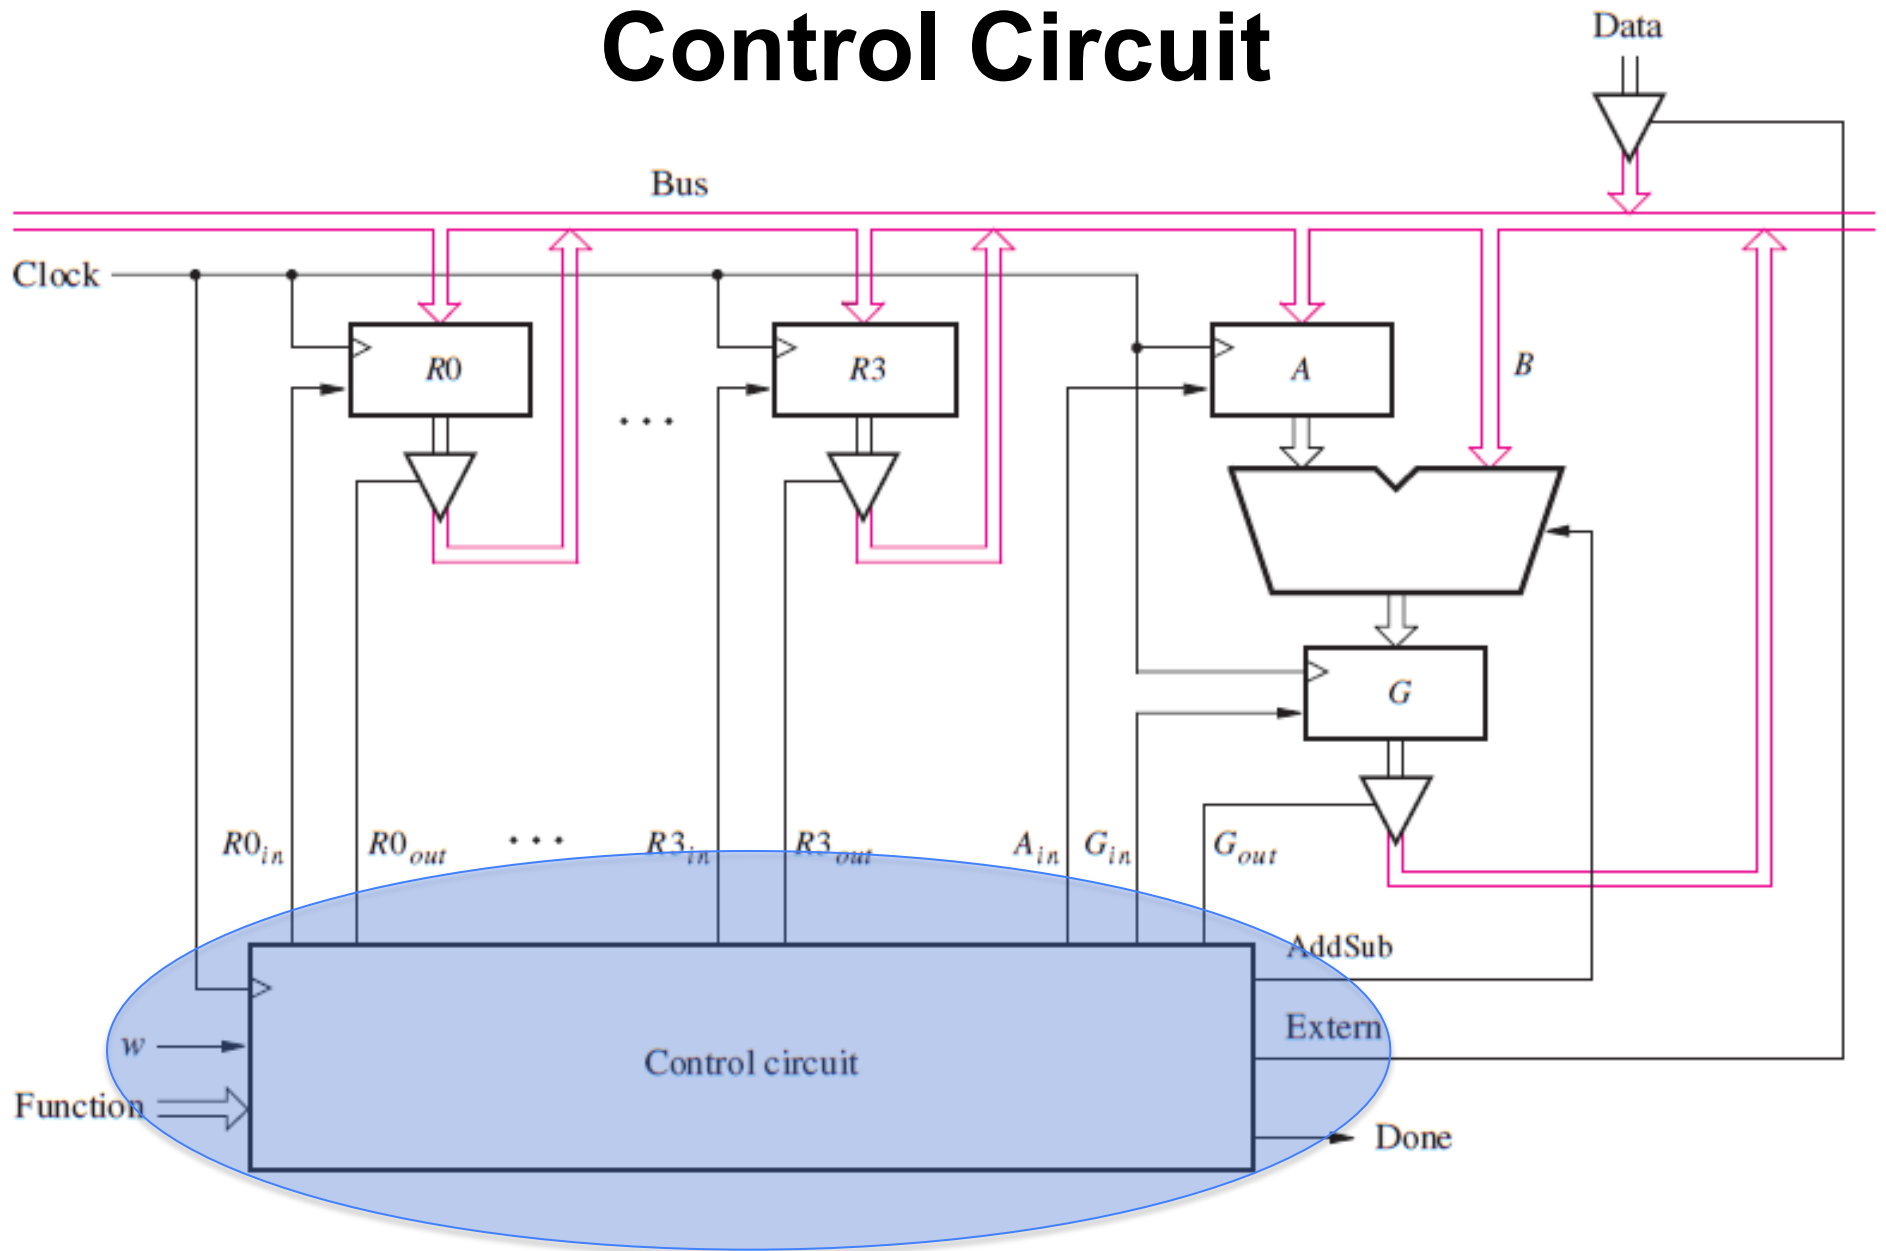 Control Circuit
Data
Bus
Clock
R0
R3
A
B
...
G
R0in
R0out
...
R3in
R3out
Ain
Gin
Gout
AddSub
Extern
w
Control circuit
Function
Done